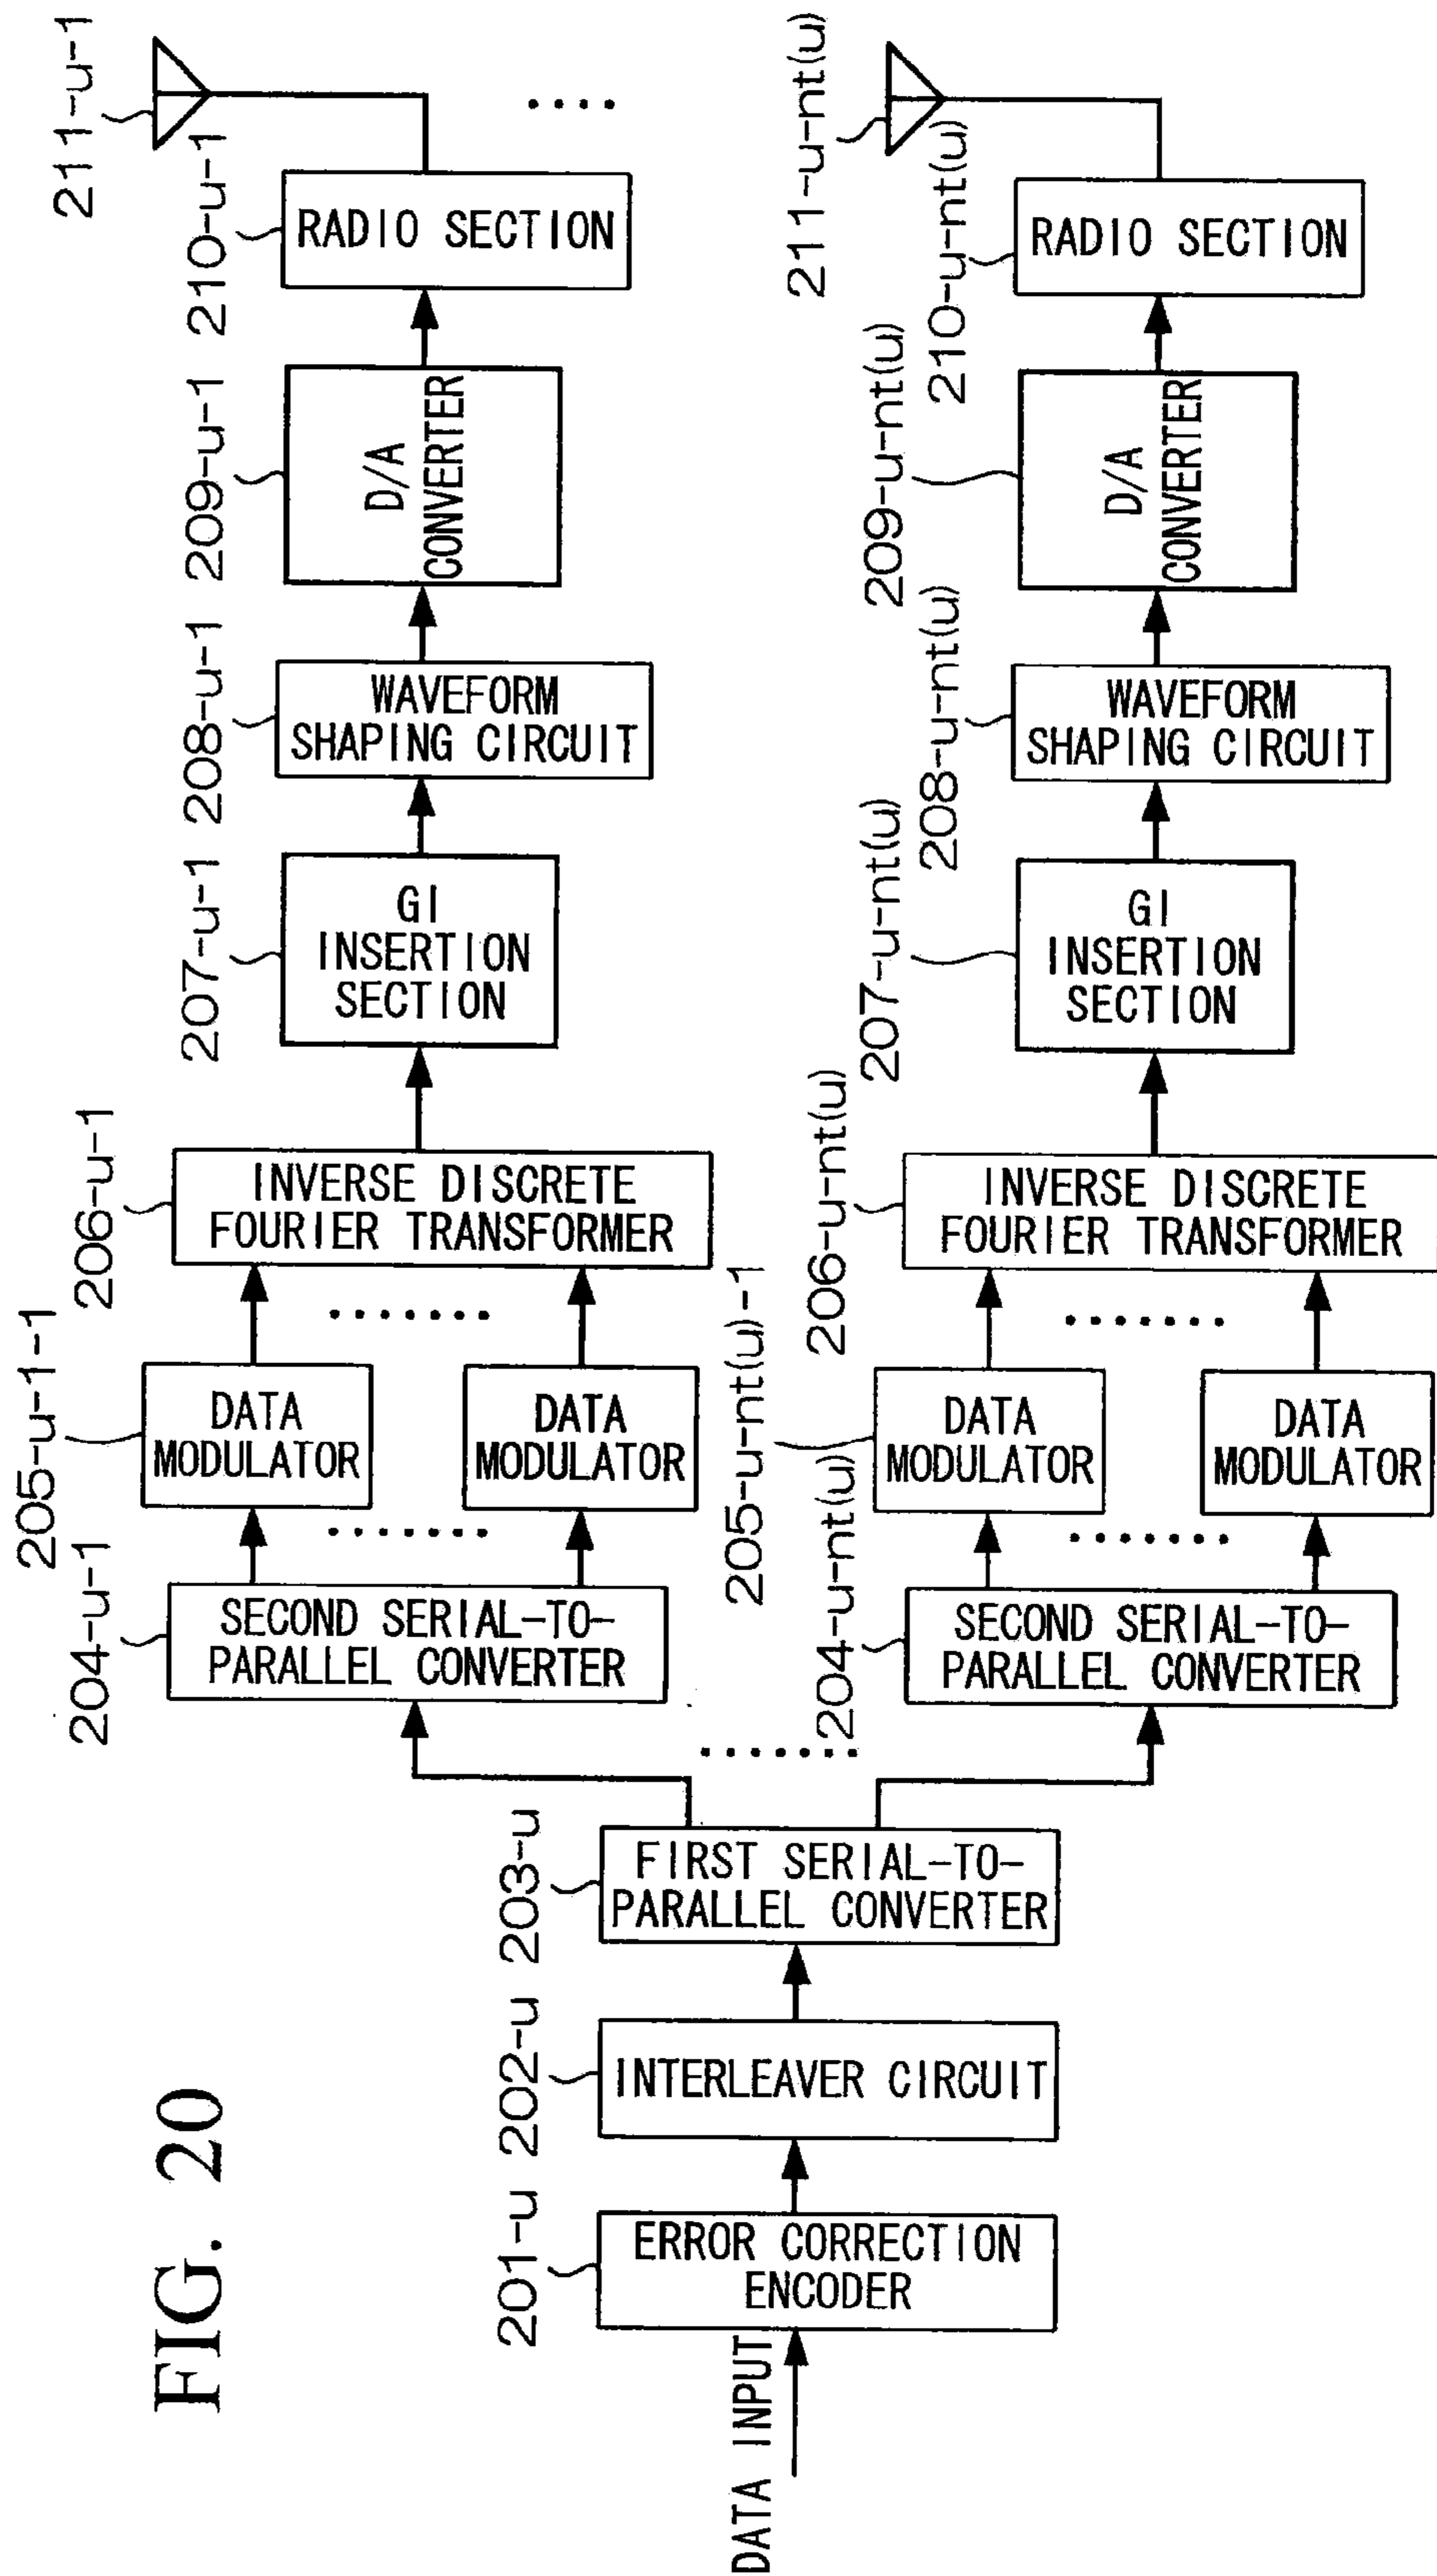 FIG. 20
DATA INPUT
201-u
ERROR CORRECTION
ENCODER
202-u
INTERLEAVER CIRCUIT
203-u
FIRST SERIAL-TO-
PARALLEL CONVERTER
204-u-1
SECOND SERIAL-TO-
PARALLEL CONVERTER
205-u-1-1
DATA
MODULATOR
DATA
MODULATOR
206-u-1
INVERSE DISCRETE
FOURIER TRANSFORMER
207-u-1
GI
INSERTION
SECTION
208-u-1
WAVEFORM
SHAPING CIRCUIT
209-u-1
D/A
CONVERTER
210-u-1
RADIO SECTION
211-u-1
204-u-nt(u)
SECOND SERIAL-TO-
PARALLEL CONVERTER
205-u-nt(u)-1
DATA
MODULATOR
DATA
MODULATOR
206-u-nt(u)
INVERSE DISCRETE
FOURIER TRANSFORMER
207-u-nt(u)
GI
INSERTION
SECTION
208-u-nt(u)
WAVEFORM
SHAPING CIRCUIT
209-u-nt(u)
D/A
CONVERTER
210-u-nt(u)
RADIO SECTION
211-u-nt(u)